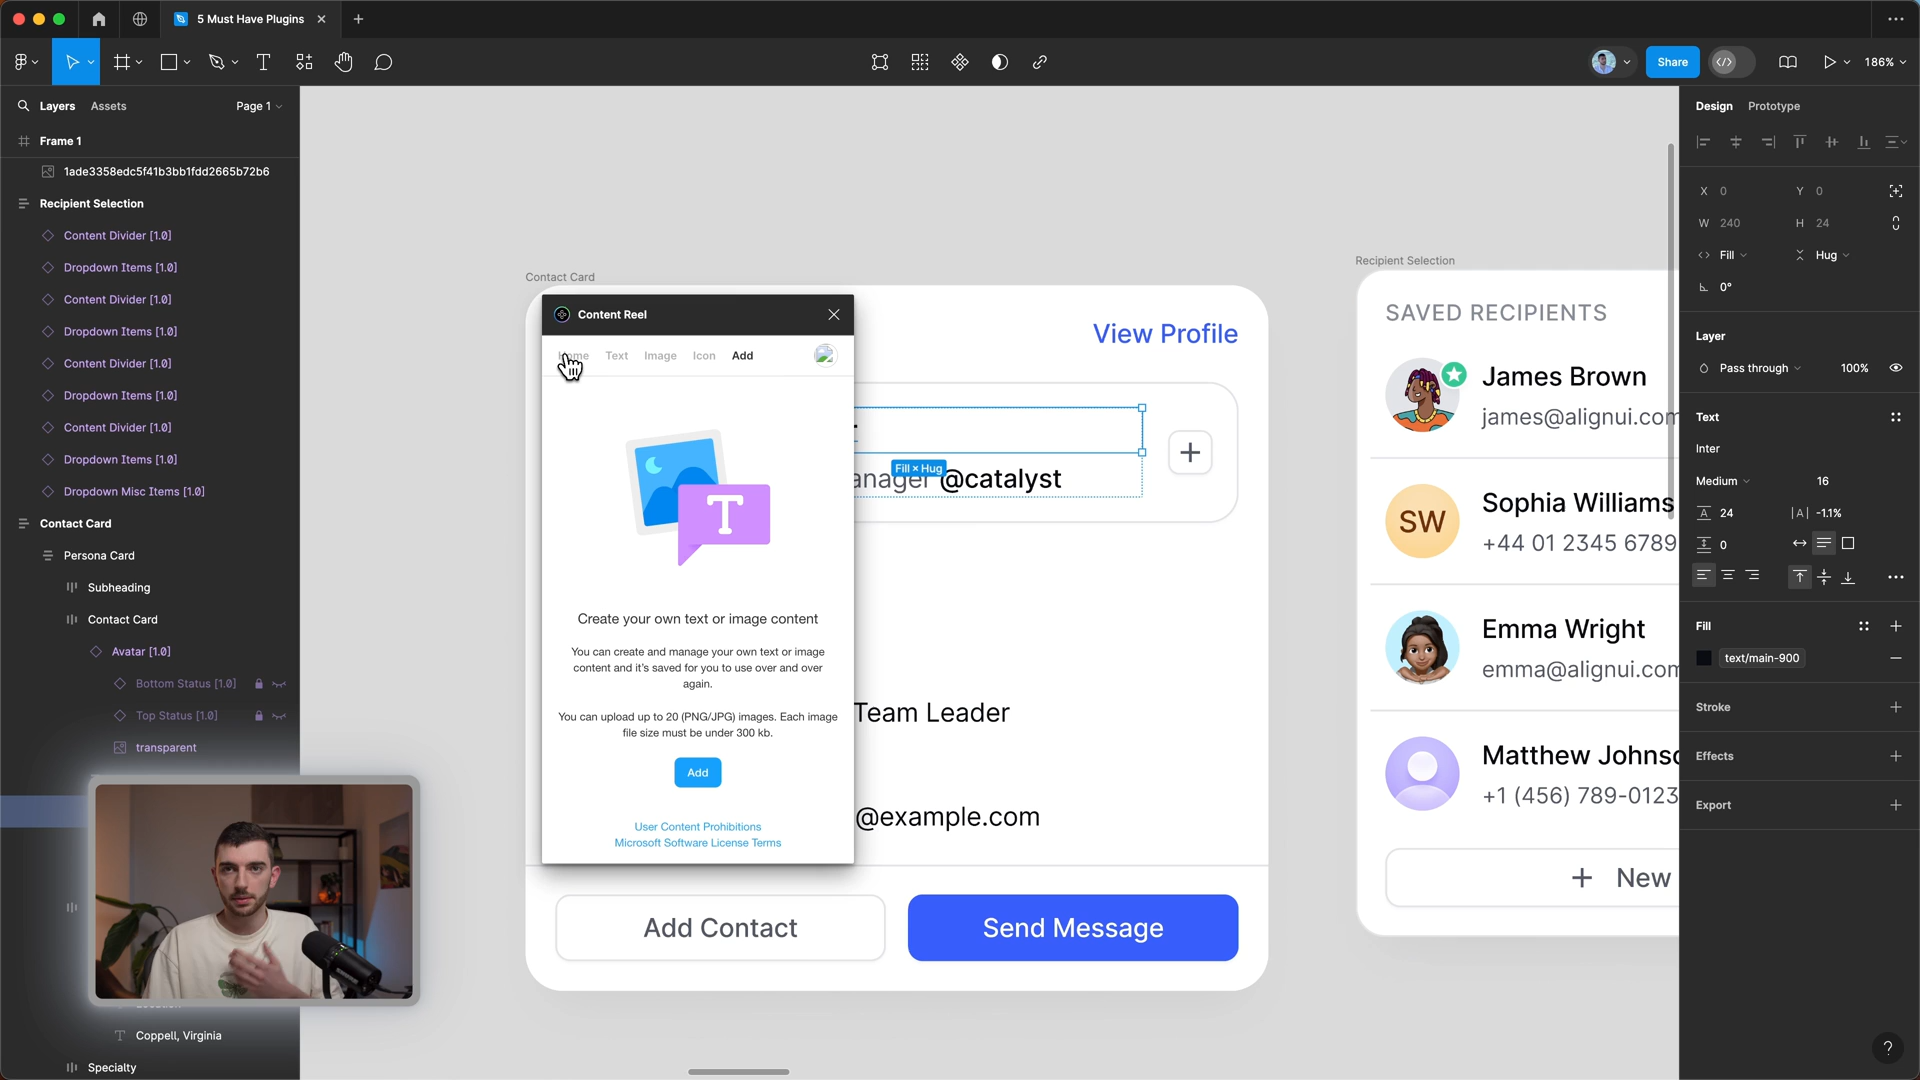 5 Must Have Plugins
Share
186%
Layers
Assets
Page 1
Frame 1
1ade3358edc5f41b3bb1fdd2665b72b6
Recipient Selection
Content Divider [1.0]
Dropdown Items [1.0]
Content Divider [1.0]
Dropdown Items [1.0]
Content Divider [1.0]
Dropdown Items [1.0]
Content Divider [1.0]
Dropdown Items [1.0]
Dropdown Misc Items [1.0]
Contact Card
Persona Card
Subheading
Contact Card
Avatar [1.0]
Bottom Status [1.0]
Top Status [1.0]
transparent
Coppell, Virginia
Specialty
Contact Card
View Profile
Fill × Hug
anager @catalyst
Team Leader
@example.com
Add Contact
Send Message
Content Reel
Home
Text
Image
Icon
Add
T
Create your own text or image content
You can create and manage your own text or image
content and it's saved for you to use over and over
again.
You can upload up to 20 (PNG/JPG) images. Each image
file size must be under 300 kb.
Add
User Content Prohibitions
Microsoft Software License Terms
Recipient Selection
SAVED RECIPIENTS
James Brown
james@alignui.com
SW
Sophia Williams
+44 01 2345 6789
Emma Wright
emma@alignui.com
Matthew Johnso
+1 (456) 789-0123
+ New
Design
Prototype
X 0
Y 0
W 240
H 24
Fill
Hug
0°
Layer
Pass through
100%
Text
Inter
Medium
16
24
-1.1%
0
Fill
text/main-900
Stroke
Effects
Export
?